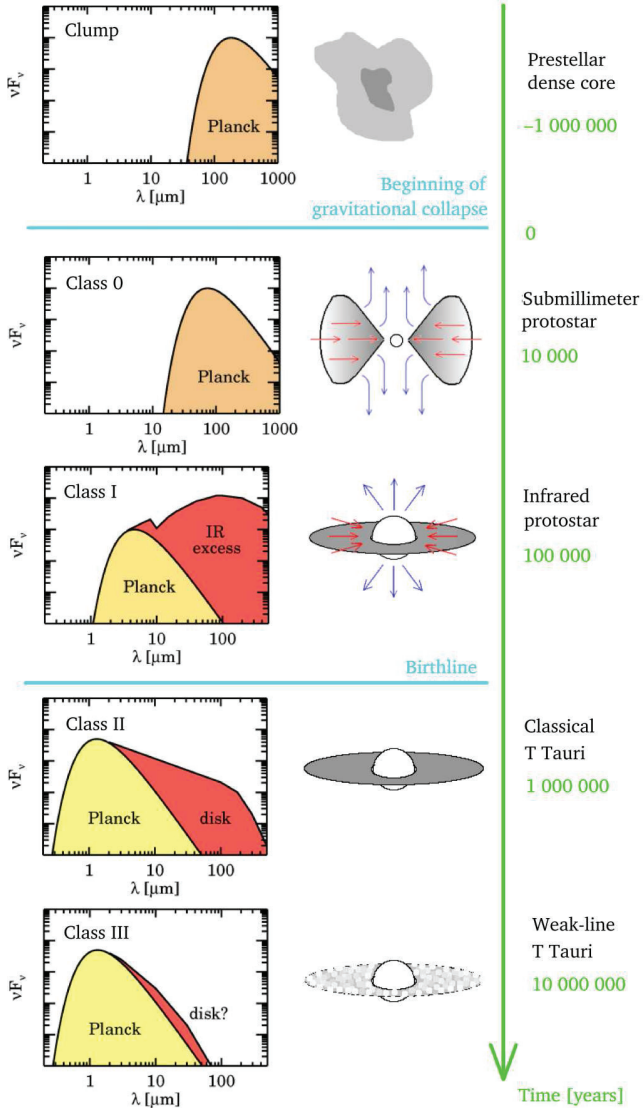 Clump
νFν
Planck
1 10 100 1000
λ [μm]
Prestellar
dense core
–1 000 000
Beginning of
gravitational collapse
0
Class 0
νFν
Planck
1 10 100 1000
λ [μm]
Submillimeter
protostar
10 000
Class I
νFν
IR
excess
Planck
1 10 100
λ [μm]
Infrared
protostar
100 000
Birthline
Class II
νFν
Planck
disk
1 10 100
λ [μm]
Classical
T Tauri
1 000 000
Class III
νFν
Planck
disk?
1 10 100
λ [μm]
Weak-line
T Tauri
10 000 000
Time [years]